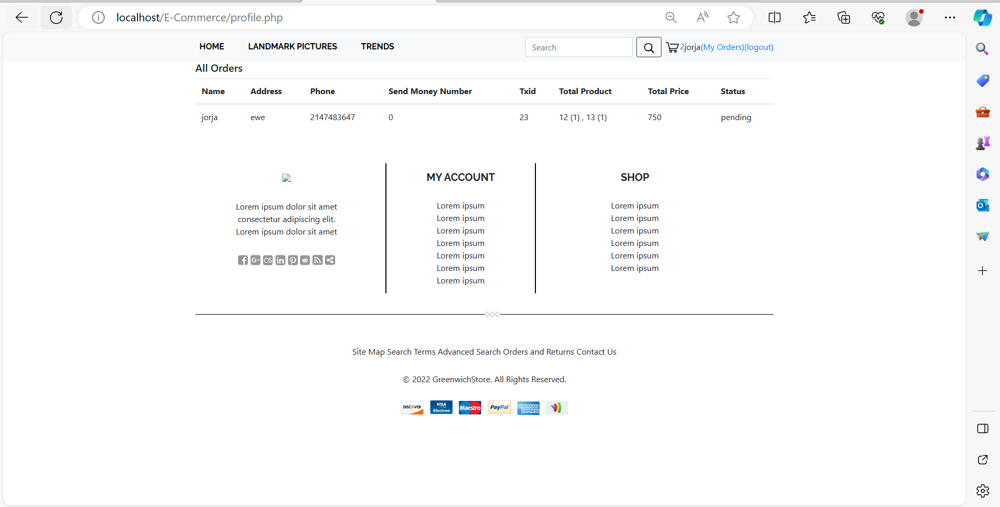 localhost/E-Commerce/profile.php
HOME LANDMARK PICTURES TRENDS Search 2jorja(My Orders)(logout)
All Orders
Name Address Phone Send Money Number Txid Total Product Total Price Status
jorja ewe 2147483647 0 23 12 (1) , 13 (1) 750 pending
MY ACCOUNT
SHOP
Lorem ipsum dolor sit amet
consectetur adipiscing elit.
Lorem ipsum dolor sit amet
Lorem ipsum
Lorem ipsum
Lorem ipsum
Lorem ipsum
Lorem ipsum
Lorem ipsum
Lorem ipsum
Lorem ipsum
Lorem ipsum
Lorem ipsum
Lorem ipsum
Lorem ipsum
Lorem ipsum
Site Map Search Terms Advanced Search Orders and Returns Contact Us
© 2022 GreenwichStore. All Rights Reserved.
DISCOVER VISA Electron Maestro PayPal AMERICAN EXPRESS